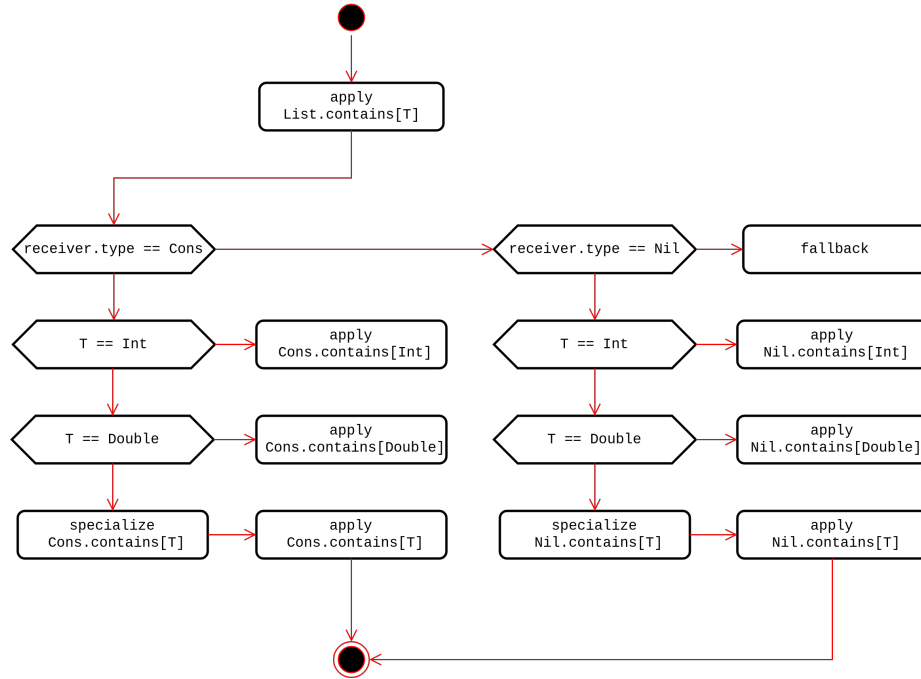 apply
List.contains[T]
receiver.type == Cons
receiver.type == Nil
fallback
T == Int
apply
Cons.contains[Int]
T == Int
apply
Nil.contains[Int]
T == Double
apply
Cons.contains[Double]
T == Double
apply
Nil.contains[Double]
specialize
Cons.contains[T]
apply
Cons.contains[T]
specialize
Nil.contains[T]
apply
Nil.contains[T]